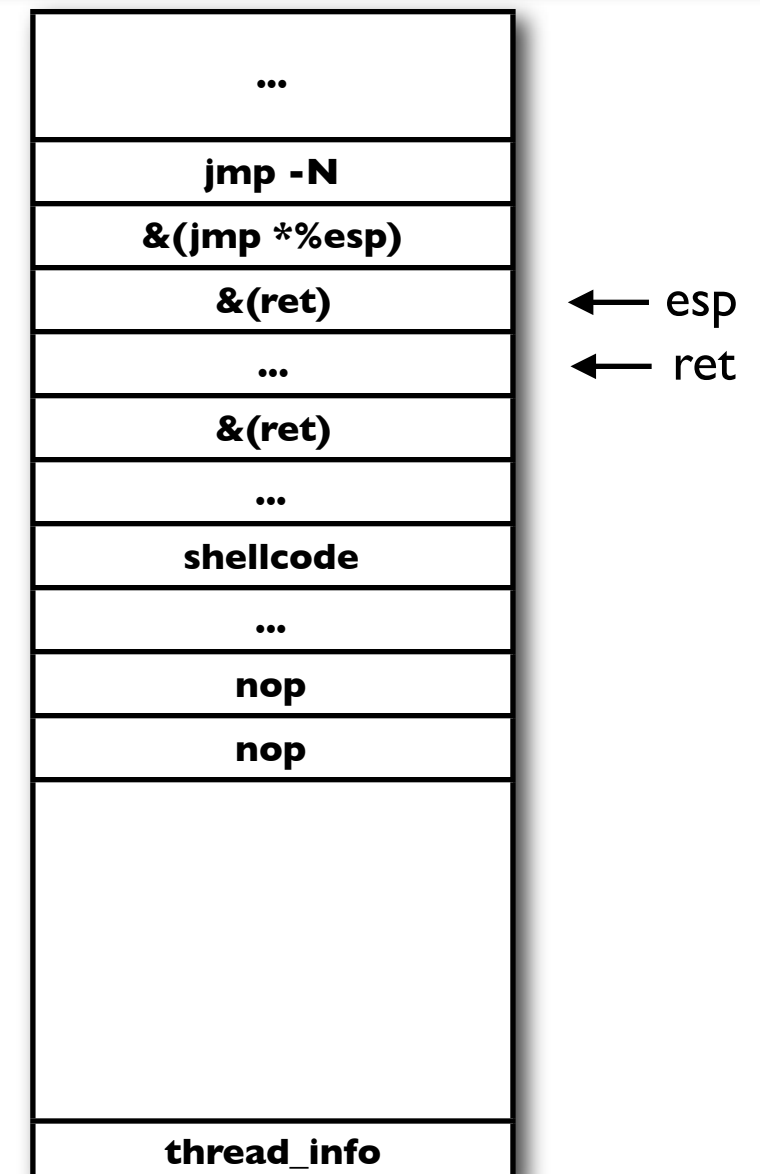 ...
jmp -N
&(jmp *%esp)
&(ret) esp
... ret
&(ret)
...
shellcode
...
nop
nop
thread_info